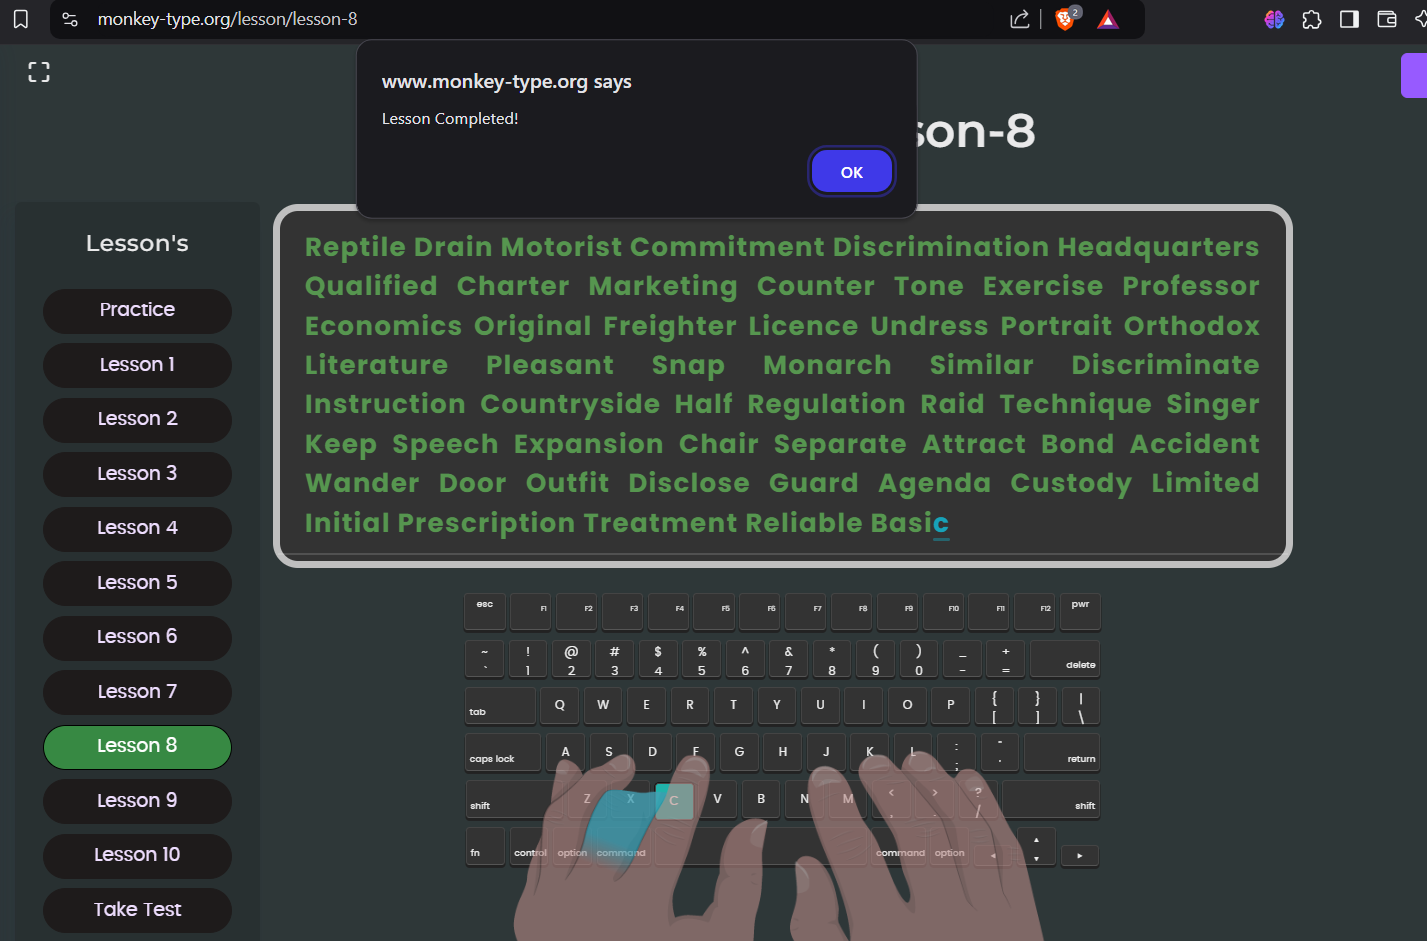 monkey-type.org/lesson/lesson-8
2
www.monkey-type.org says
Lesson Completed!
OK
son-8
Lesson's
Practice
Lesson 1
Lesson 2
Lesson 3
Lesson 4
Lesson 5
Lesson 6
Lesson 7
Lesson 8
Lesson 9
Lesson 10
Take Test
Reptile Drain Motorist Commitment Discrimination Headquarters
Qualified Charter Marketing Counter Tone Exercise Professor
Economics Original Freighter Licence Undress Portrait Orthodox
Literature Pleasant Snap Monarch Similar Discriminate
Instruction Countryside Half Regulation Raid Technique Singer
Keep Speech Expansion Chair Separate Attract Bond Accident
Wander Door Outfit Disclose Guard Agenda Custody Limited
Initial Prescription Treatment Reliable Basic
esc F1 F2 F3 F4 F5 F6 F7 F8 F9 F10 F11 F12 pwr
~ ! @ # $ % ^ & * ( ) _ +
` 1 2 3 4 5 6 7 8 9 0 - = delete
tab Q W E R T Y U I O P { } |
[ ] \
caps lock A S D F G H J K L : "
; ' return
shift Z X C V B N M < > ?
, . / shift
fn control option command command option